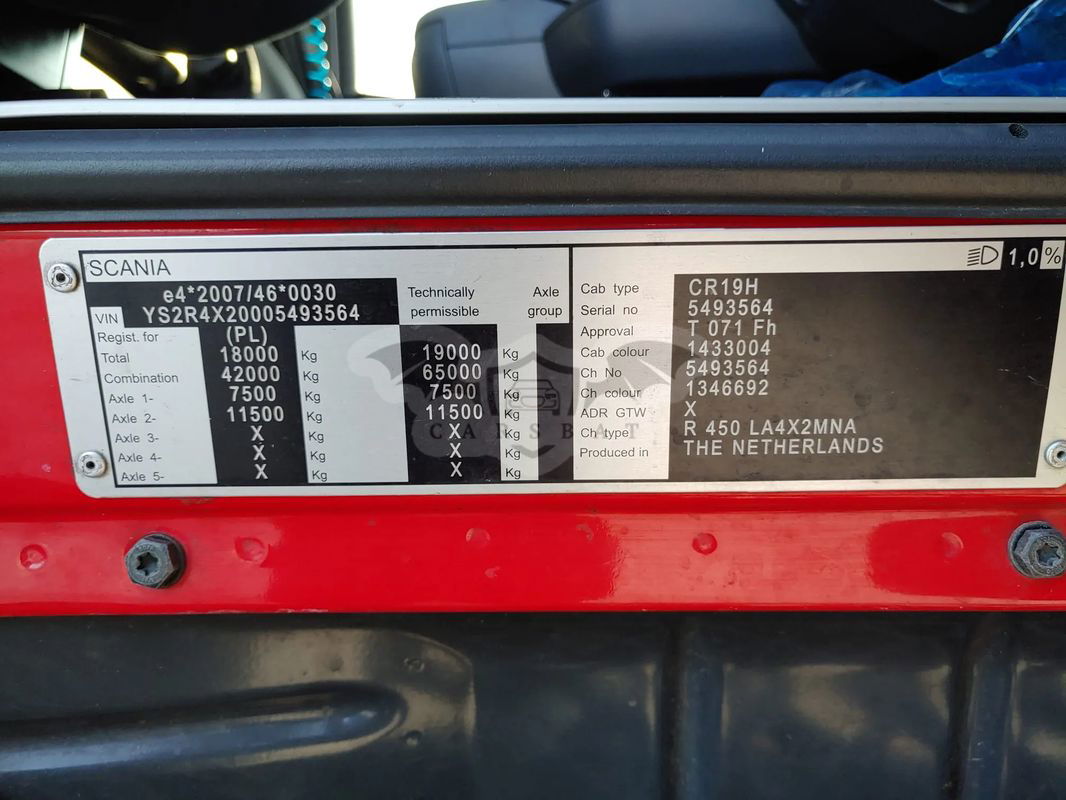 SCANIA
e4*2007/46*0030
VIN YS2R4X20005493564
Regist. for (PL)
Total 18000 Kg
Combination 42000 Kg
Axle 1- 7500 Kg
Axle 2- 11500 Kg
Axle 3- X Kg
Axle 4- X Kg
Axle 5- X Kg
Technically permissible
Axle group
19000 Kg
65000 Kg
7500 Kg
11500 Kg
X Kg
X Kg
X Kg
1,0%
Cab type CR19H
Serial no 5493564
Approval T 071 Fh
Cab colour 1433004
Ch No 5493564
Ch colour 1346692
ADR GTW X
Ch type R 450 LA4X2MNA
Produced in THE NETHERLANDS
CARSBAT